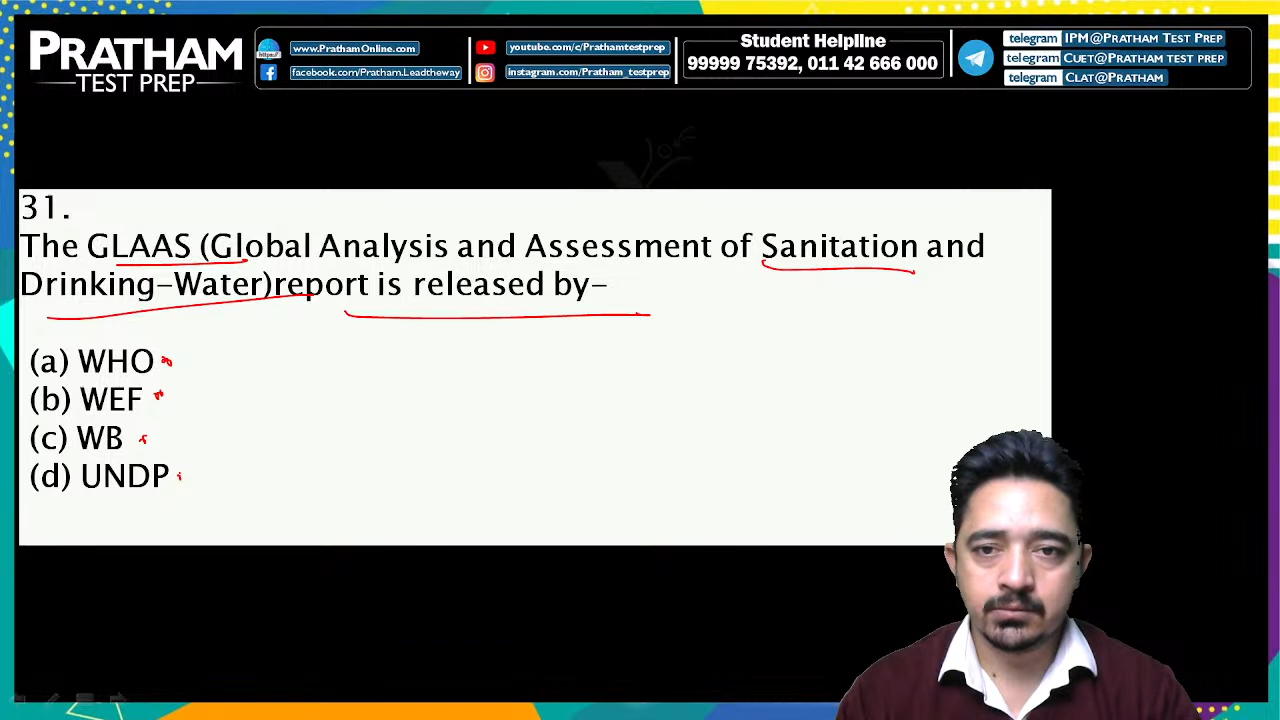 PRATHAM
TEST PREP
https://
www.PrathamOnline.com
facebook.com/Pratham.Leadtheway
youtube.com/c/Prathamtestprep
instagram.com/Pratham_testprep
Student Helpline
99999 75392, 011 42 666 000
telegram IPM@PRATHAM TEST PREP
telegram CUET@PRATHAM TEST PREP
telegram CLAT@PRATHAM
31.
The GLAAS (Global Analysis and Assessment of Sanitation and
Drinking-Water)report is released by-
(a) WHO
(b) WEF
(c) WB
(d) UNDP